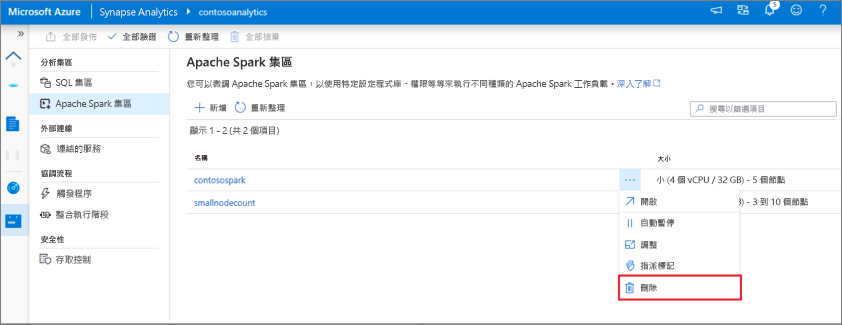 Microsoft Azure Synapse Analytics › contosoanalytics 5
» 全部發佈 全部驗證 重新整理 全部捨棄
分析集區
SQL 集區
Apache Spark 集區
外部連線
連結的服務
協調流程
觸發程序
整合執行階段
安全性
存取控制
Apache Spark 集區
您可以微調 Apache Spark 集區，以使用特定設定程式庫、權限等等來執行不同種類的 Apache Spark 工作負載。深入了解
新增 重新整理 搜尋以篩選項目
顯示 1 - 2 (共 2 個項目)
名稱 大小
contosospark ··· 小 (4 個 vCPU / 32 GB) - 5 個節點
smallnodecount B) - 3 到 10 個節點
開啟
自動暫停
調整
指派標記
刪除